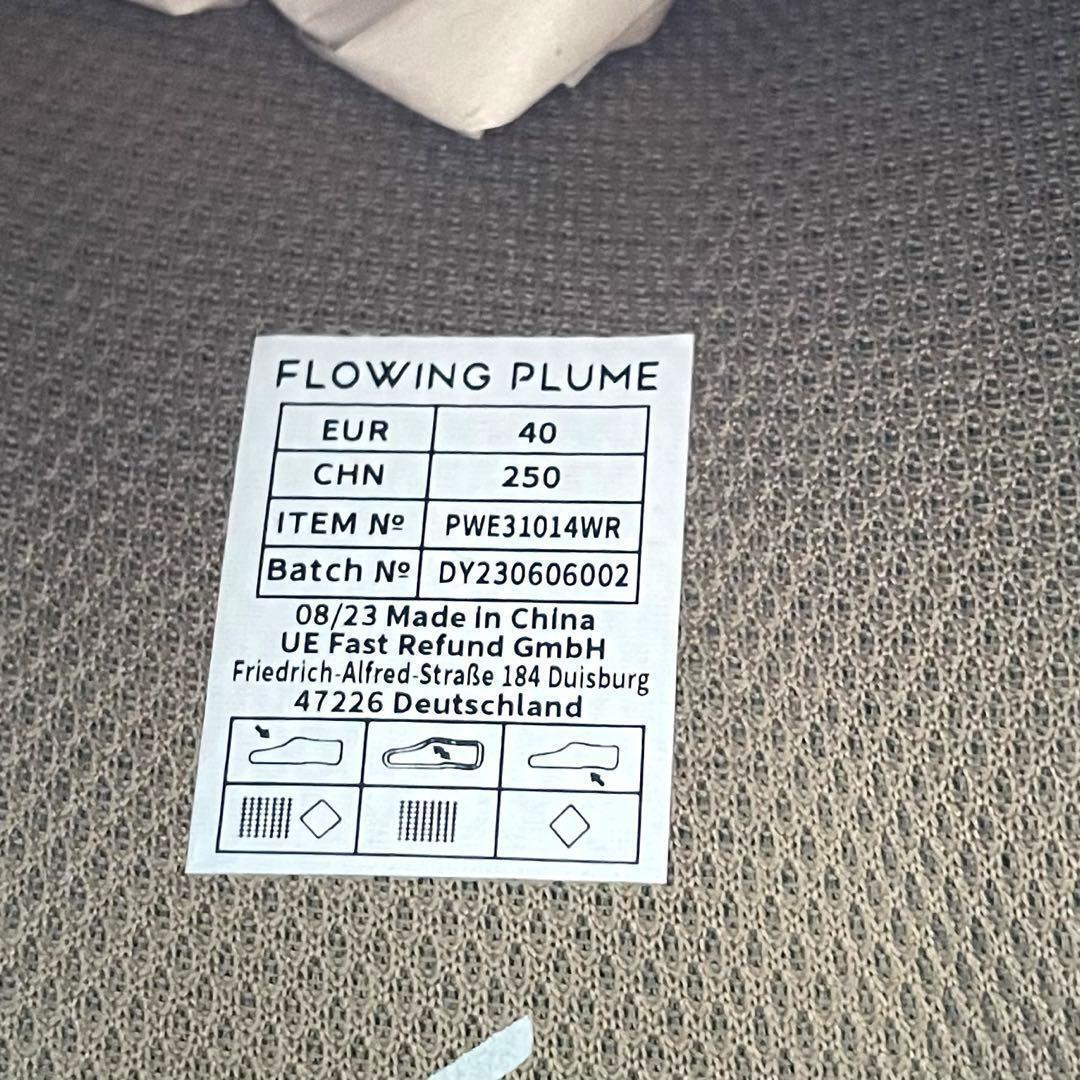 FLOWING PLUME
EUR 40
CHN 250
ITEM Nº PWE31014WR
Batch Nº DY230606002
08/23 Made in China
UE Fast Refund GmbH
Friedrich-Alfred-Straße 184 Duisburg
47226 Deutschland